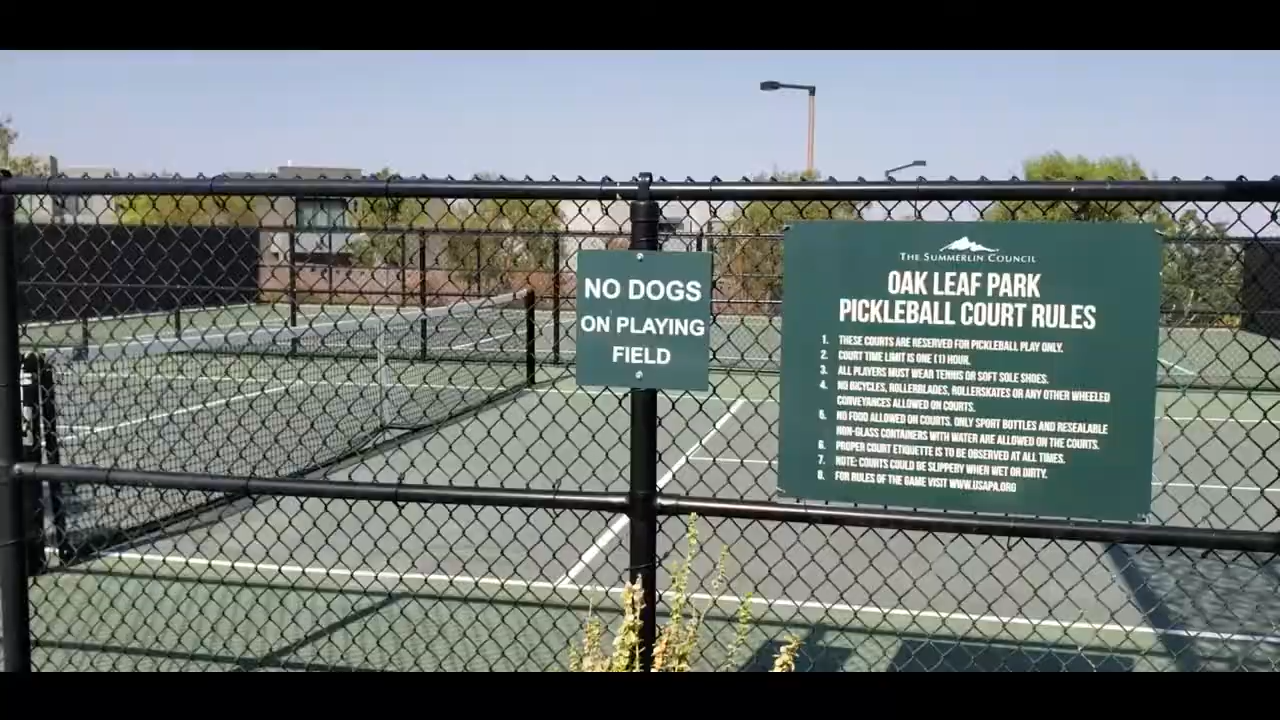 NO DOGS
ON PLAYING
FIELD
THE SUMMERLIN COUNCIL
OAK LEAF PARK
PICKLEBALL COURT RULES
1. THESE COURTS ARE RESERVED FOR PICKLEBALL PLAY ONLY.
2. COURT TIME LIMIT IS ONE (1) HOUR.
3. ALL PLAYERS MUST WEAR TENNIS OR SOFT SOLE SHOES.
4. NO BICYCLES, ROLLERBLADES, ROLLERSKATES OR ANY OTHER WHEELED
CONVEYANCES ALLOWED ON COURTS.
5. NO FOOD ALLOWED ON COURTS. ONLY SPORT BOTTLES AND RESEALABLE
NON-GLASS CONTAINERS WITH WATER ARE ALLOWED ON THE COURTS.
6. PROPER COURT ETIQUETTE IS TO BE OBSERVED AT ALL TIMES.
7. NOTE: COURTS COULD BE SLIPPERY WHEN WET OR DIRTY.
8. FOR RULES OF THE GAME VISIT WWW.USAPA.ORG